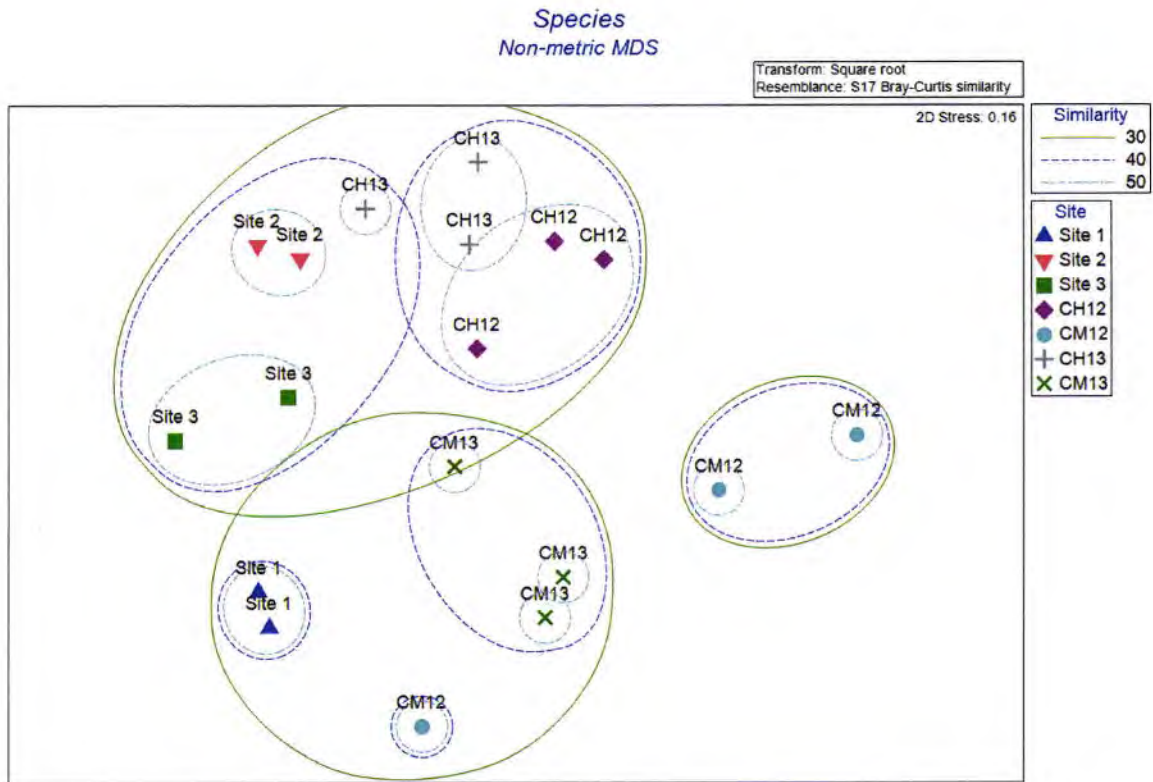 Species
Non-metric MDS
Transform: Square root
Resemblance: S17 Bray-Curtis similarity
2D Stress: 0.16
Similarity
30
40
50
Site
Site 1
Site 2
Site 3
CH12
CM12
CH13
CM13
CH13
CH13
Site 2
Site 2
CH13
CH12
CH12
CH12
Site 3
Site 3
CM13
CM12
CM12
CM13
CM13
Site 1
Site 1
CM12